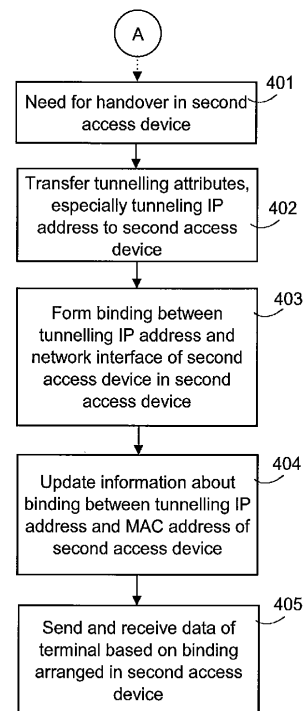 A
401
Need for handover in second
access device
Transfer tunnelling attributes,
especially tunneling IP
address to second access
device
402
403
Form binding between
tunnelling IP address and
network interface of second
access device in second
access device
404
Update information about
binding between tunnelling IP
address and MAC address of
second access device
405
Send and receive data of
terminal based on binding
arranged in second access
device